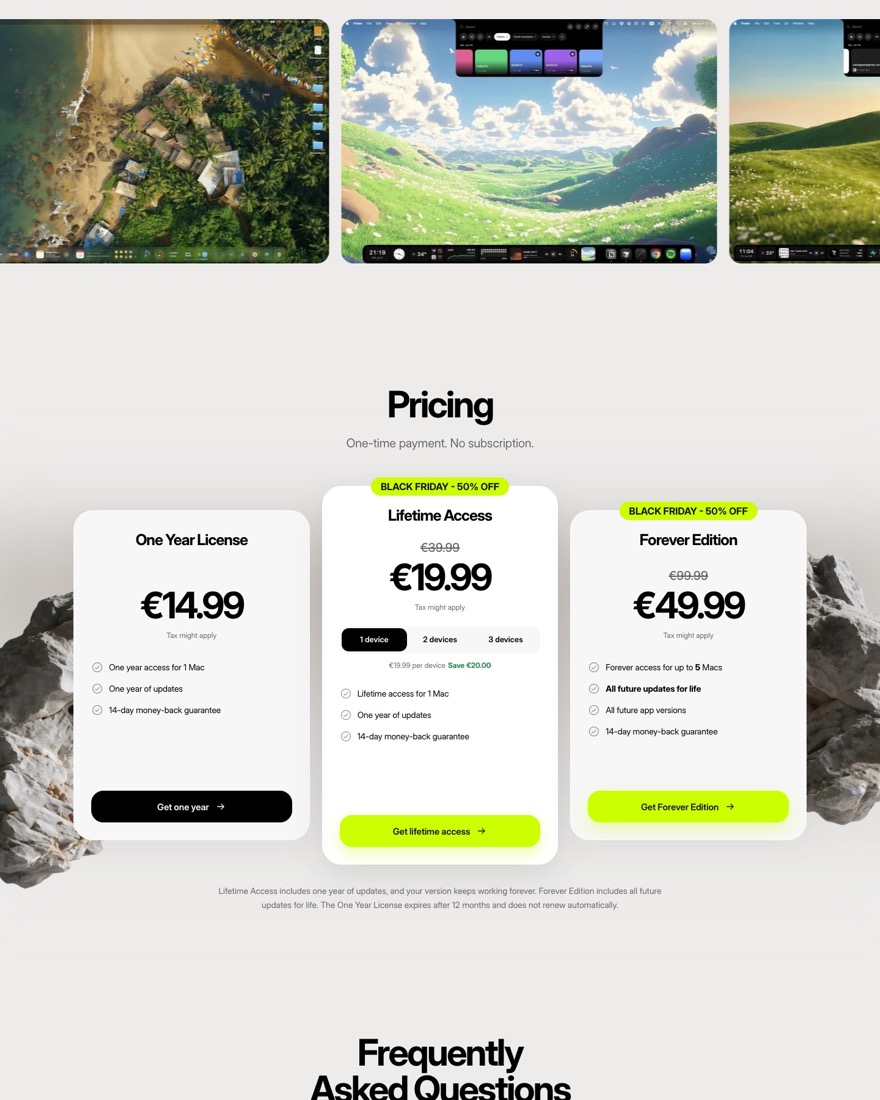 21:19
34°
11:04
33°
Pricing
One-time payment. No subscription.
One Year License
€14.99
Tax might apply
One year access for 1 Mac
One year of updates
14-day money-back guarantee
Get one year →
BLACK FRIDAY - 50% OFF
Lifetime Access
€39.99
€19.99
Tax might apply
1 device 2 devices 3 devices
€19.99 per device Save €20.00
Lifetime access for 1 Mac
One year of updates
14-day money-back guarantee
Get lifetime access →
BLACK FRIDAY - 50% OFF
Forever Edition
€99.99
€49.99
Tax might apply
Forever access for up to 5 Macs
All future updates for life
All future app versions
14-day money-back guarantee
Get Forever Edition →
Lifetime Access includes one year of updates, and your version keeps working forever. Forever Edition includes all future
updates for life. The One Year License expires after 12 months and does not renew automatically.
Frequently
Asked Questions